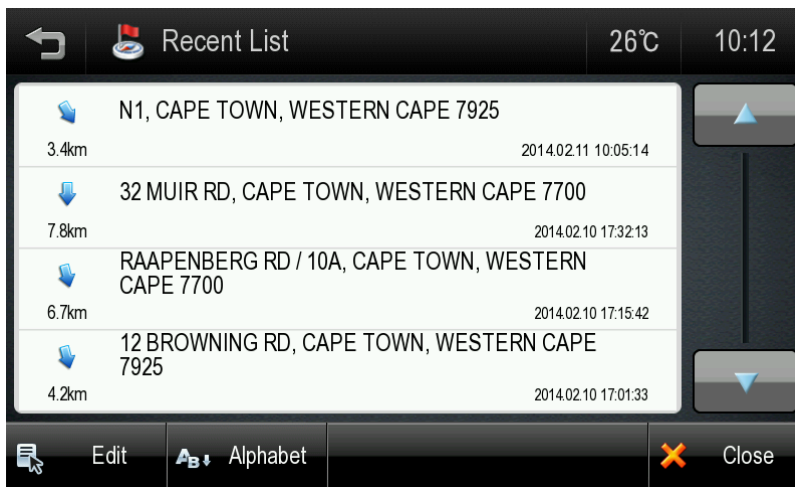 Recent List
26℃
10:12
N1, CAPE TOWN, WESTERN CAPE 7925
3.4km
2014.02.11 10:05:14
32 MUIR RD, CAPE TOWN, WESTERN CAPE 7700
7.8km
2014.02.10 17:32:13
RAAPENBERG RD / 10A, CAPE TOWN, WESTERN
CAPE 7700
6.7km
2014.02.10 17:15:42
12 BROWNING RD, CAPE TOWN, WESTERN CAPE
7925
4.2km
2014.02.10 17:01:33
Edit
AB Alphabet
Close